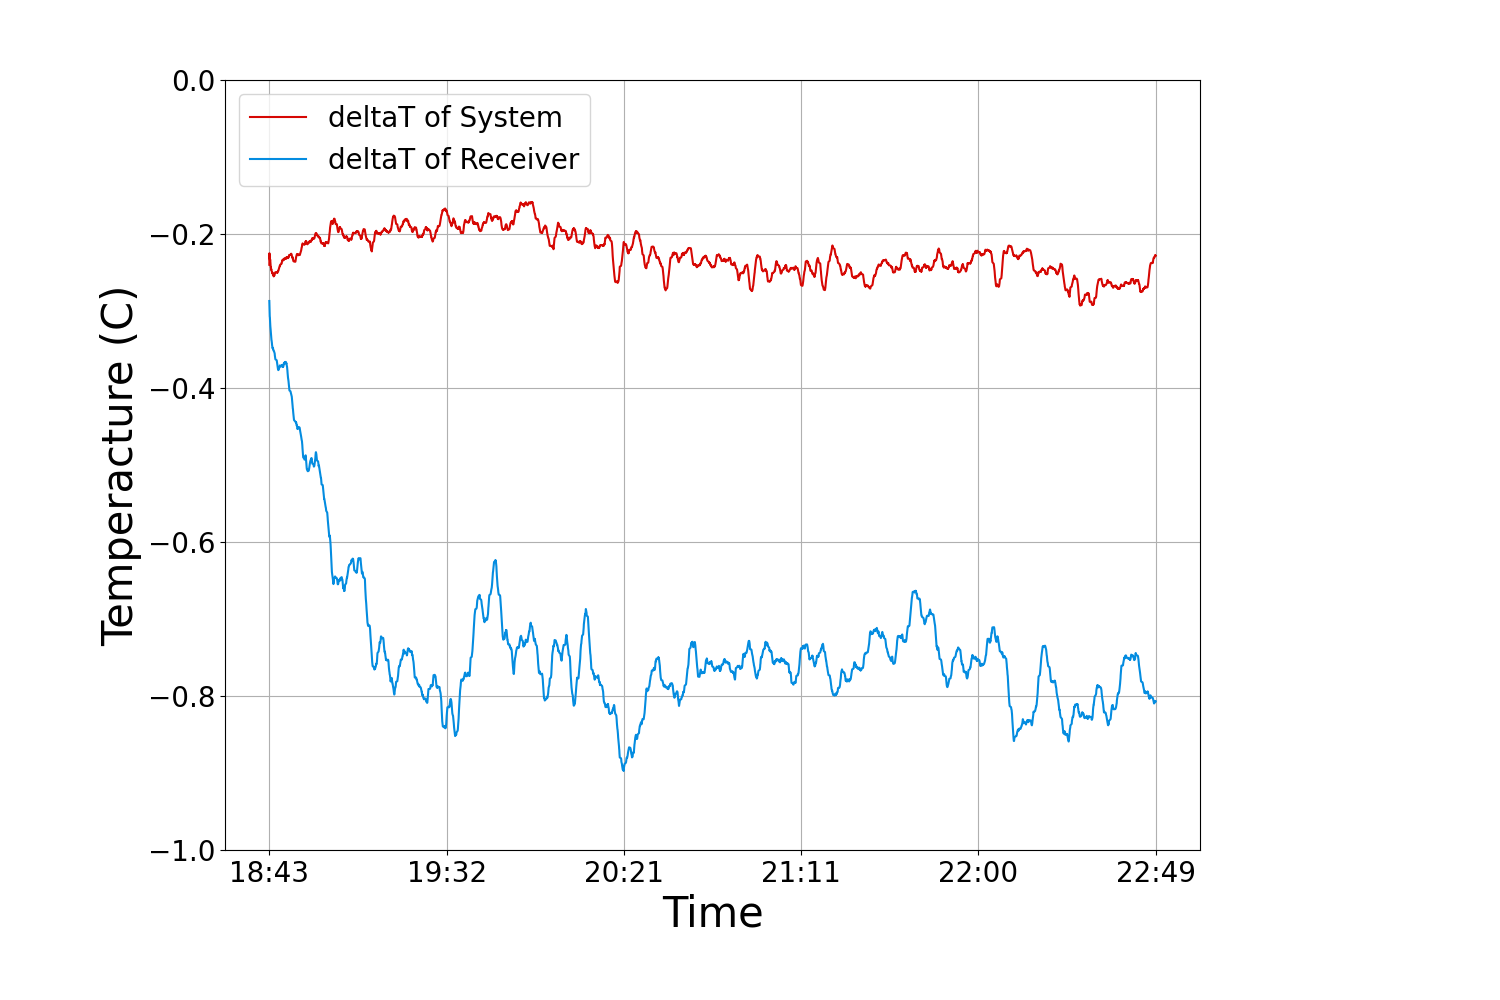 deltaT of System
deltaT of Receiver
Temperacture (C)
0.0
−0.2
−0.4
−0.6
−0.8
−1.0
18:43 19:32 20:21 21:11 22:00 22:49
Time